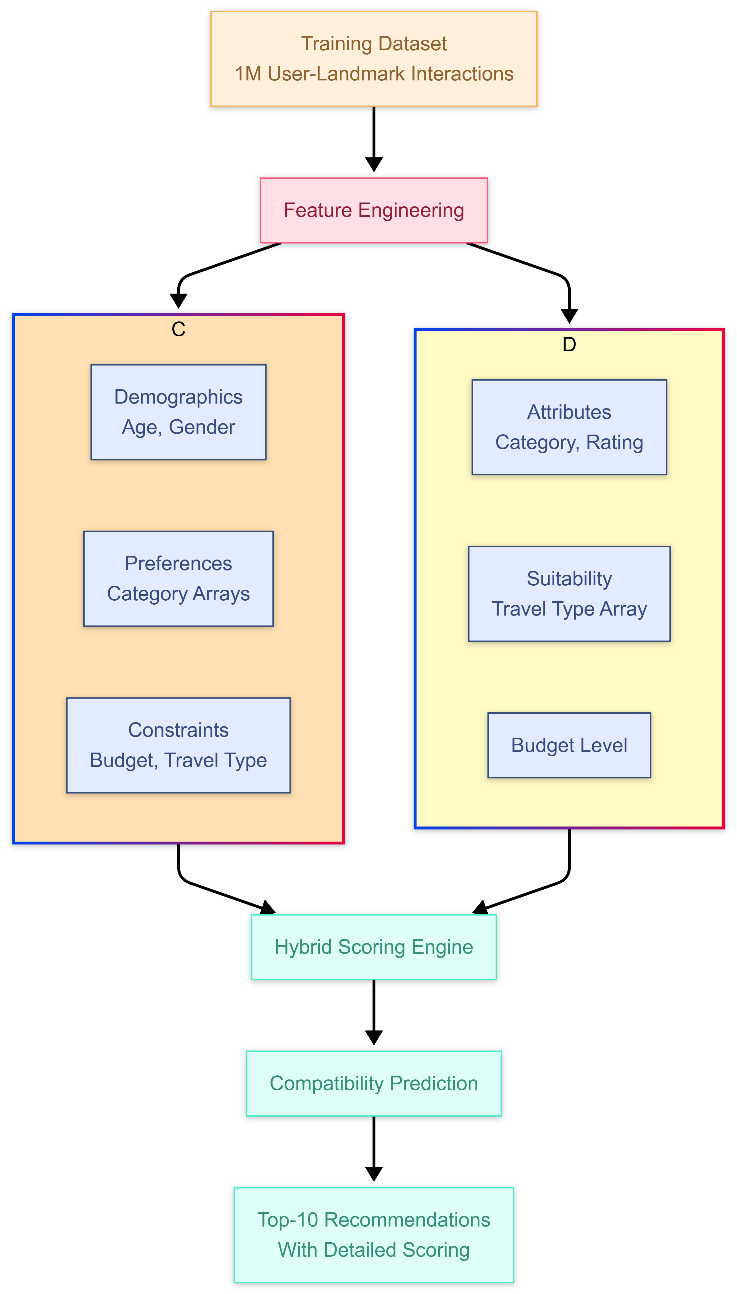 Training Dataset
1M User-Landmark Interactions
Feature Engineering
C
Demographics
Age, Gender
Preferences
Category Arrays
Constraints
Budget, Travel Type
D
Attributes
Category, Rating
Suitability
Travel Type Array
Budget Level
Hybrid Scoring Engine
Compatibility Prediction
Top-10 Recommendations
With Detailed Scoring